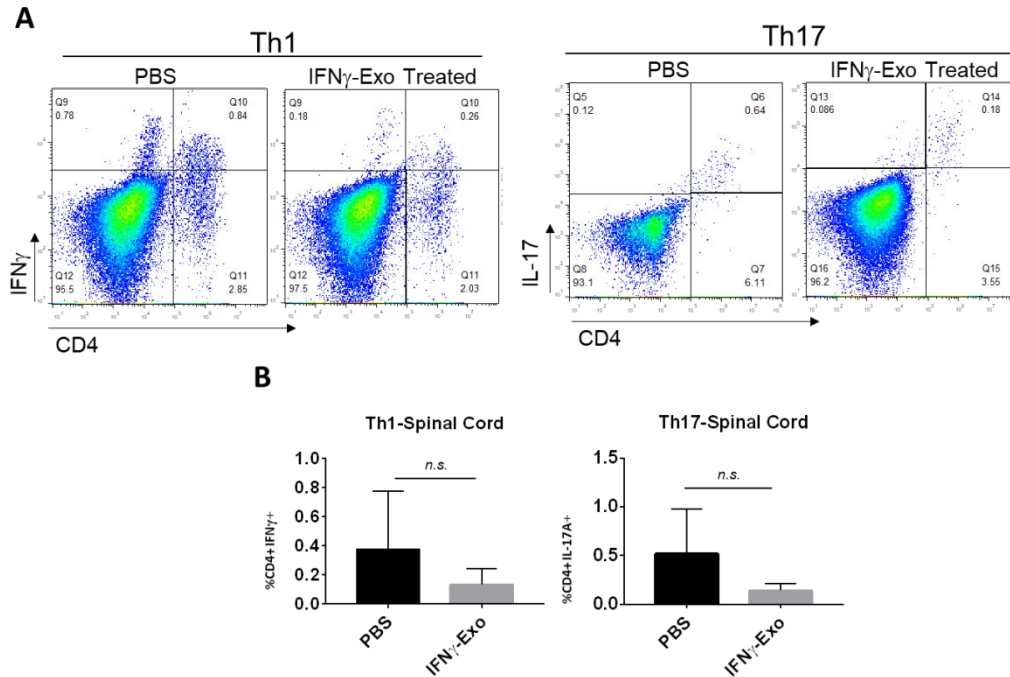 A
Th1
Th17
PBS
IFNγ-Exo Treated
PBS
IFNγ-Exo Treated
Q9
0.78
Q10
0.84
Q9
0.18
Q10
0.26
Q5
0.12
Q6
0.64
Q13
0.086
Q14
0.18
Q12
95.5
Q11
2.85
Q12
97.5
Q11
2.03
Q8
93.1
Q7
6.11
Q16
96.2
Q15
3.55
IFNγ
IL-17
CD4
CD4
B
Th1-Spinal Cord
Th17-Spinal Cord
%CD4+IFNγ+
1.0
0.8
0.6
0.4
0.2
0.0
n.s.
PBS
IFNγ-Exo
%CD4+IL-17A+
1.5
1.0
0.5
0.0
n.s.
PBS
IFNγ-Exo